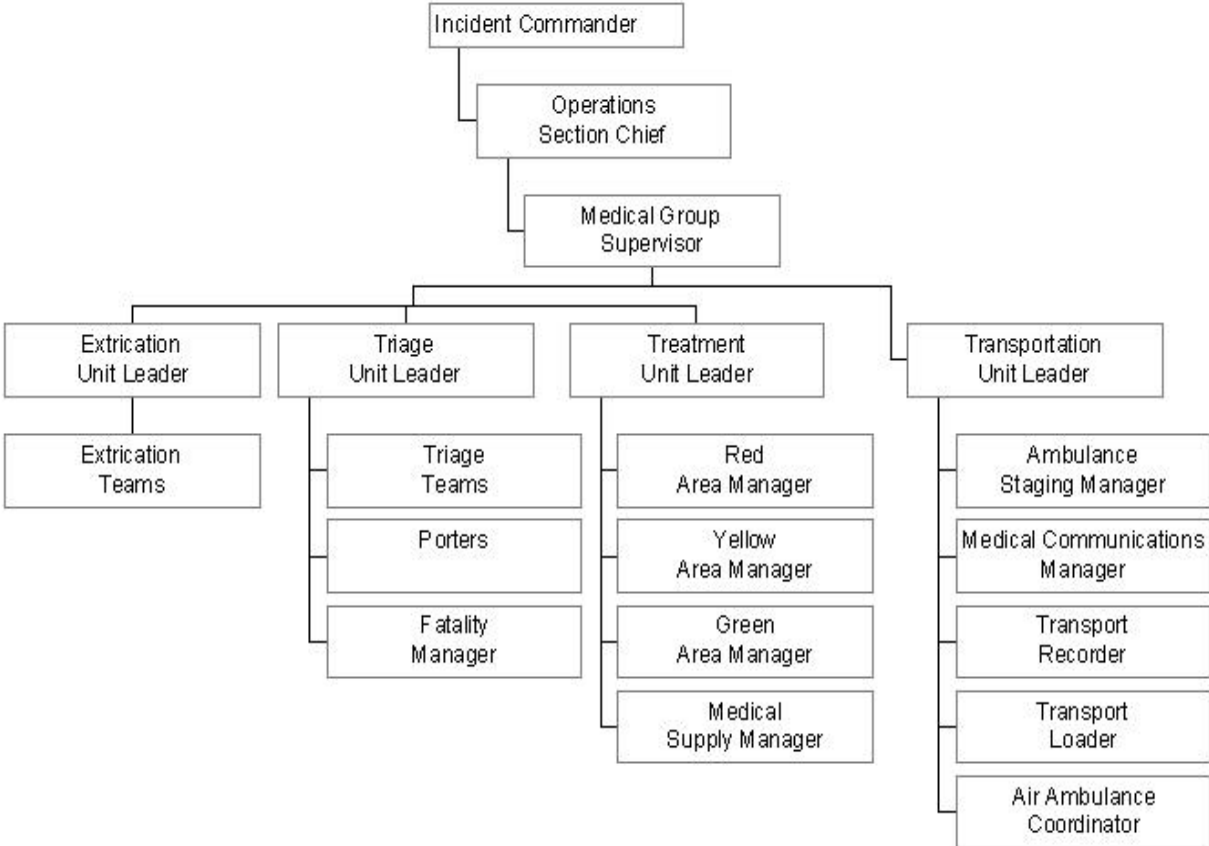 Incident Commander
Operations
Section Chief
Medical Group
Supervisor
Extrication
Unit Leader
Triage
Unit Leader
Treatment
Unit Leader
Transportation
Unit Leader
Extrication
Teams
Triage
Teams
Porters
Fatality
Manager
Red
Area Manager
Yellow
Area Manager
Green
Area Manager
Medical
Supply Manager
Ambulance
Staging Manager
Medical Communications
Manager
Transport
Recorder
Transport
Loader
Air Ambulance
Coordinator